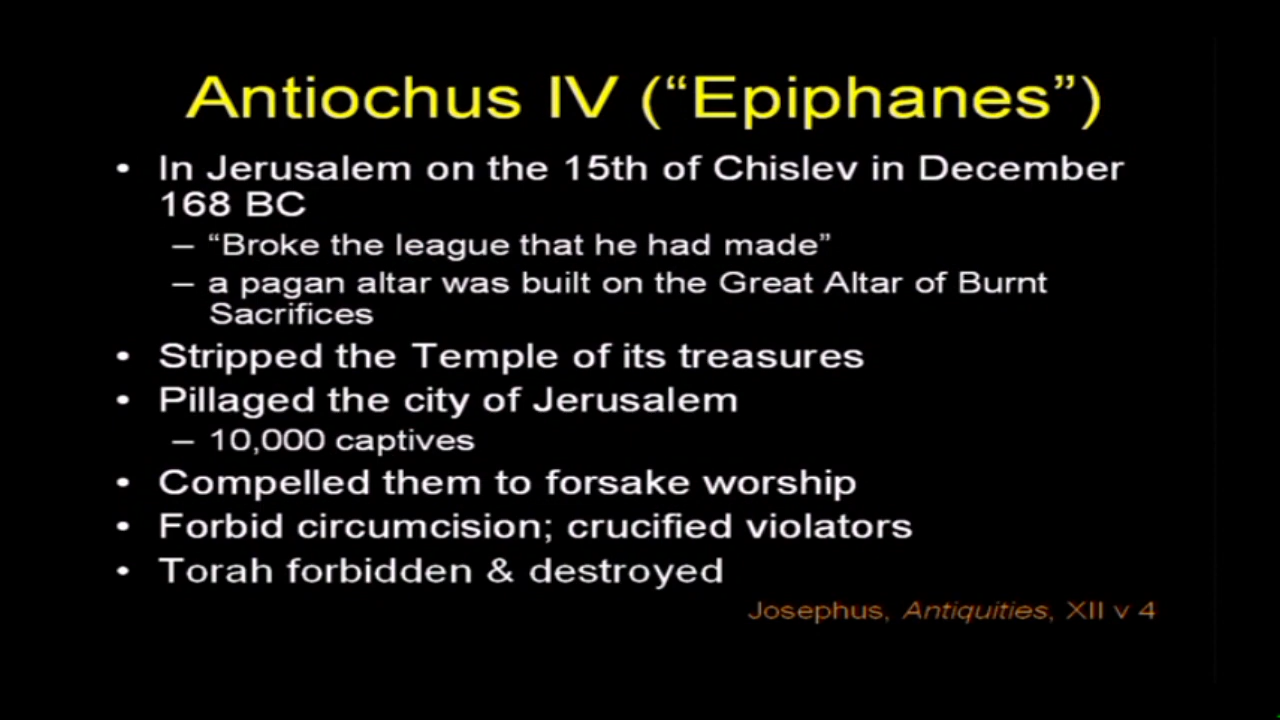 Antiochus IV (“Epiphanes”)
• In Jerusalem on the 15th of Chislev in December
168 BC
– “Broke the league that he had made”
– a pagan altar was built on the Great Altar of Burnt
Sacrifices
• Stripped the Temple of its treasures
• Pillaged the city of Jerusalem
– 10,000 captives
• Compelled them to forsake worship
• Forbid circumcision; crucified violators
• Torah forbidden & destroyed
Josephus, Antiquities, XII v 4